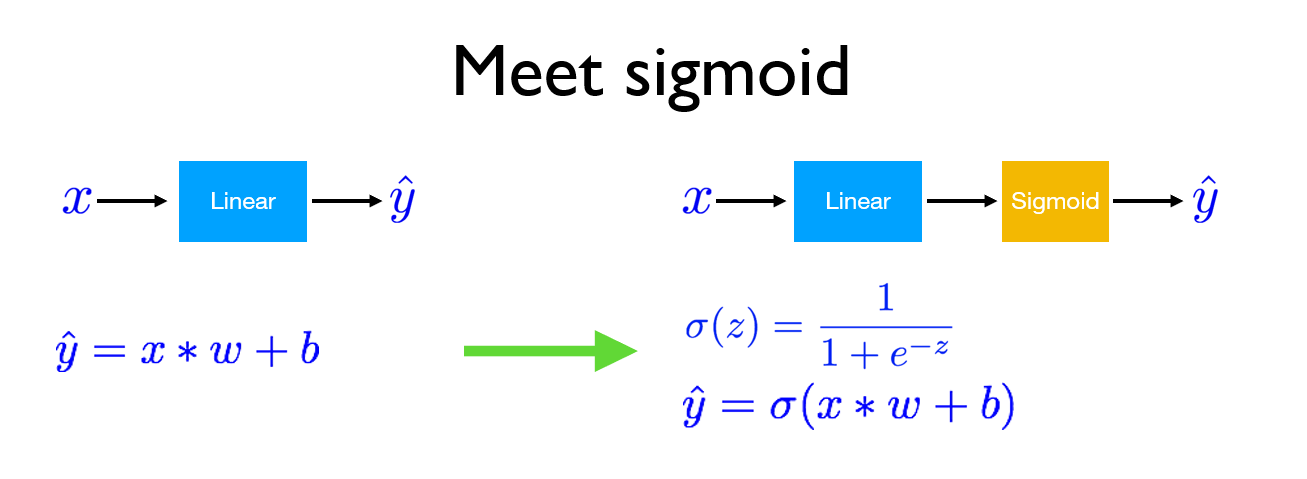 Meet sigmoid
x Linear ŷ
x Linear Sigmoid ŷ
ŷ = x * w + b
σ(z) = 1 / (1 + e^{-z})
ŷ = σ(x * w + b)